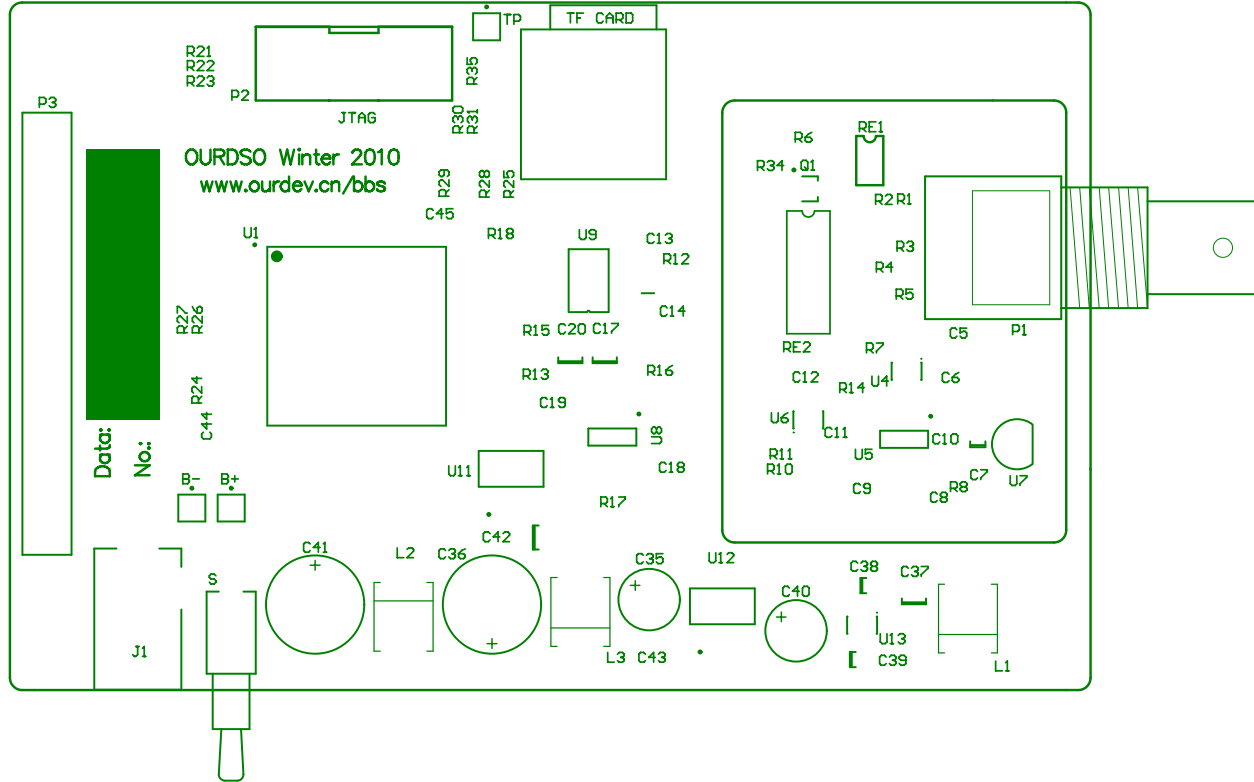 TP
TF CARD
R21
R22
R23
P2
P3
JTAG
R35
R30
R31
OURDSO Winter 2010
www.ourdev.cn/bbs
R29
R28
R25
C45
U1
R18
U9
C13
R12
C14
R27
R26
R15
C20
C17
R13
R16
C19
R24
C44
Data:
No.:
U8
U11
C18
R17
B-
B+
RE1
R6
R34
Q1
R2
R1
R3
R4
R5
P1
C5
RE2
R7
C12
R14
U4
C6
U6
C11
C10
R11
R10
U5
C7
C9
C8
R8
U7
C41
L2
C36
C42
C35
U12
C38
C37
C40
S
J1
L3
C43
U13
C39
L1